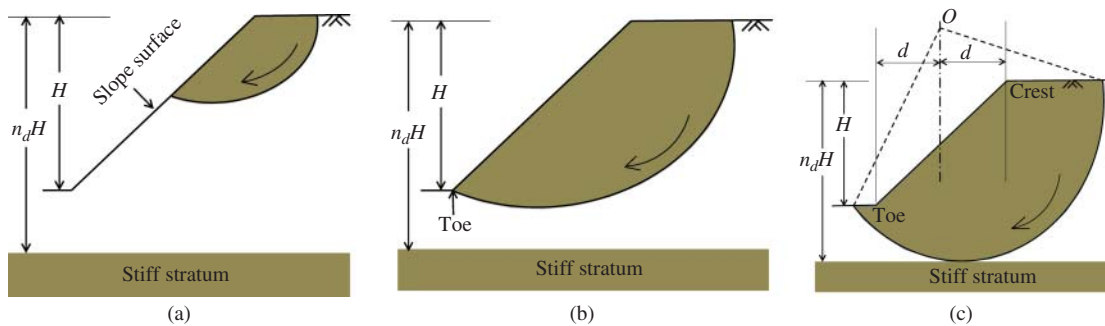 H
n_dH
Slope surface
Stiff stratum
(a)
H
n_dH
Toe
Stiff stratum
(b)
O
d
d
Crest
H
n_dH
Toe
Stiff stratum
(c)